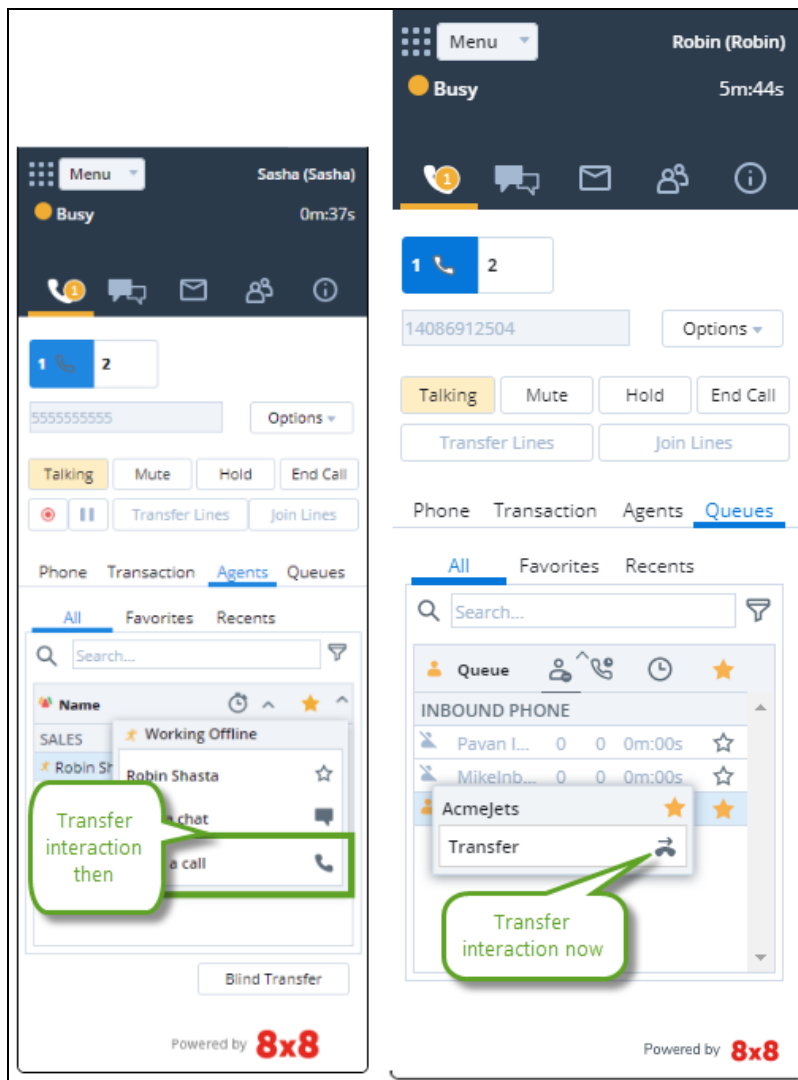 Menu
Sasha (Sasha)
Busy
0m:37s
1
1
2
5555555555
Options
Talking
Mute
Hold
End Call
Transfer Lines
Join Lines
Phone
Transaction
Agents
Queues
All
Favorites
Recents
Search...
Name
SALES
Working Offline
Robin Sh
Robin Shasta
chat
a call
Transfer
interaction
then
Blind Transfer
Powered by 8x8
Menu
Robin (Robin)
Busy
5m:44s
1
1
2
14086912504
Options
Talking
Mute
Hold
End Call
Transfer Lines
Join Lines
Phone
Transaction
Agents
Queues
All
Favorites
Recents
Search...
Queue
INBOUND PHONE
Pavan I... 0 0 0m:00s
MikeInb... 0 0 0m:00s
AcmeJets
Transfer
Transfer
interaction now
Powered by 8x8